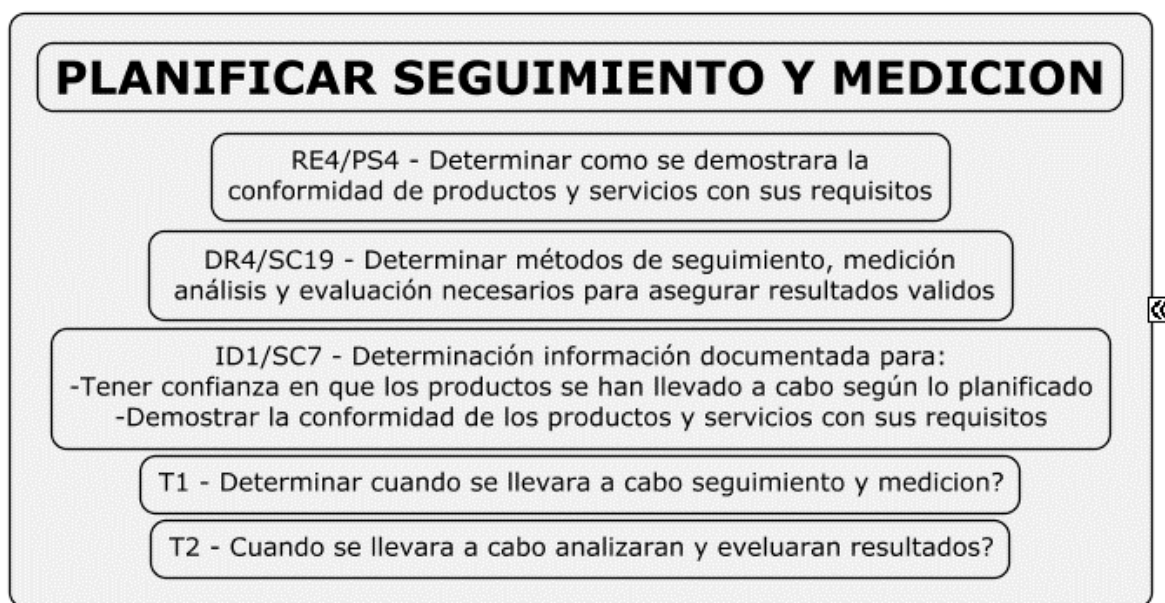 PLANIFICAR SEGUIMIENTO Y MEDICION
RE4/PS4 - Determinar como se demostrara la
conformidad de productos y servicios con sus requisitos
DR4/SC19 - Determinar métodos de seguimiento, medición
análisis y evaluación necesarios para asegurar resultados validos
ID1/SC7 - Determinación información documentada para:
-Tener confianza en que los productos se han llevado a cabo según lo planificado
-Demostrar la conformidad de los productos y servicios con sus requisitos
T1 - Determinar cuando se llevara a cabo seguimiento y medicion?
T2 - Cuando se llevara a cabo analizaran y eveluaran resultados?